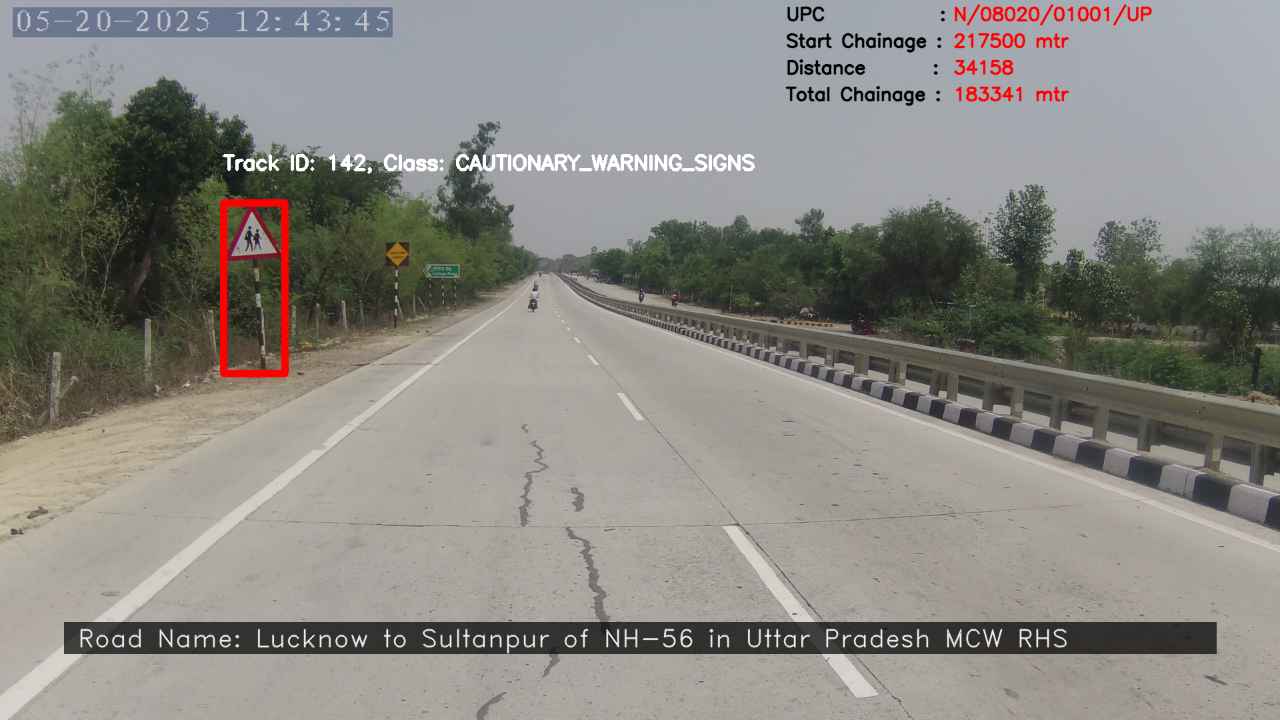 05-20-2025 12:43:45
UPC : N/08020/01001/UP
Start Chainage : 217500 mtr
Distance : 34158
Total Chainage : 183341 mtr
Track ID: 142, Class: CAUTIONARY_WARNING_SIGNS
Road Name: Lucknow to Sultanpur of NH-56 in Uttar Pradesh MCW RHS